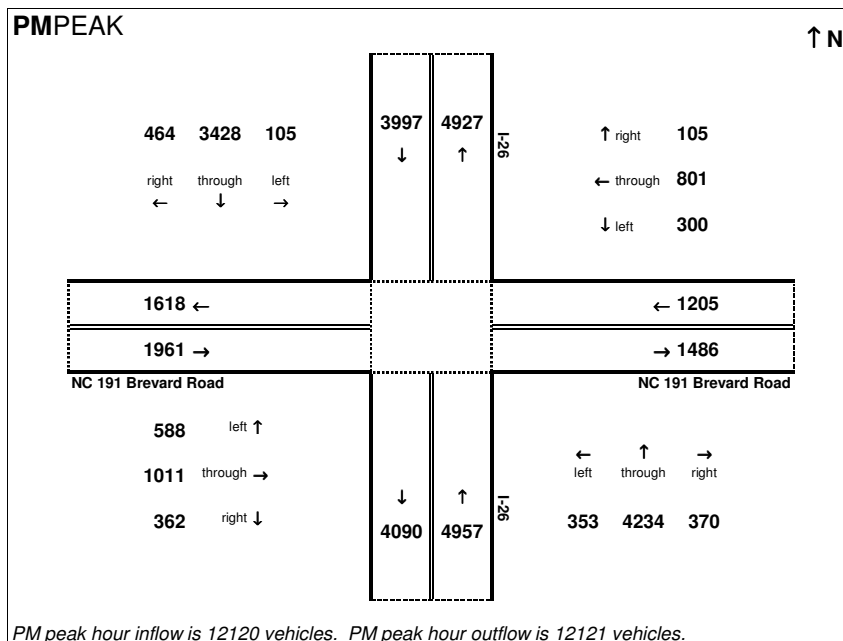 PMPEAK
↑ N
464 3428 105
right through left
← ↓ →
3997 4927
↓ ↑
I-26
↑ right 105
← through 801
↓ left 300
1618 ←
← 1205
1961 →
→ 1486
NC 191 Brevard Road
NC 191 Brevard Road
588 left ↑
1011 through →
362 right ↓
↓ ↑
4090 4957
I-26
← ↑ →
left through right
353 4234 370
PM peak hour inflow is 12120 vehicles. PM peak hour outflow is 12121 vehicles.